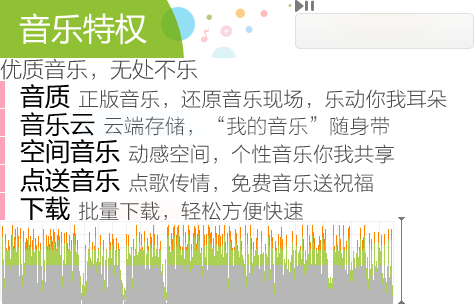 音乐特权
优质音乐，无处不乐
音质 正版音乐，还原音乐现场，乐动你我耳朵
音乐云 云端存储，“我的音乐”随身带
空间音乐 动感空间，个性音乐你我共享
点送音乐 点歌传情，免费音乐送祝福
下载 批量下载，轻松方便快速